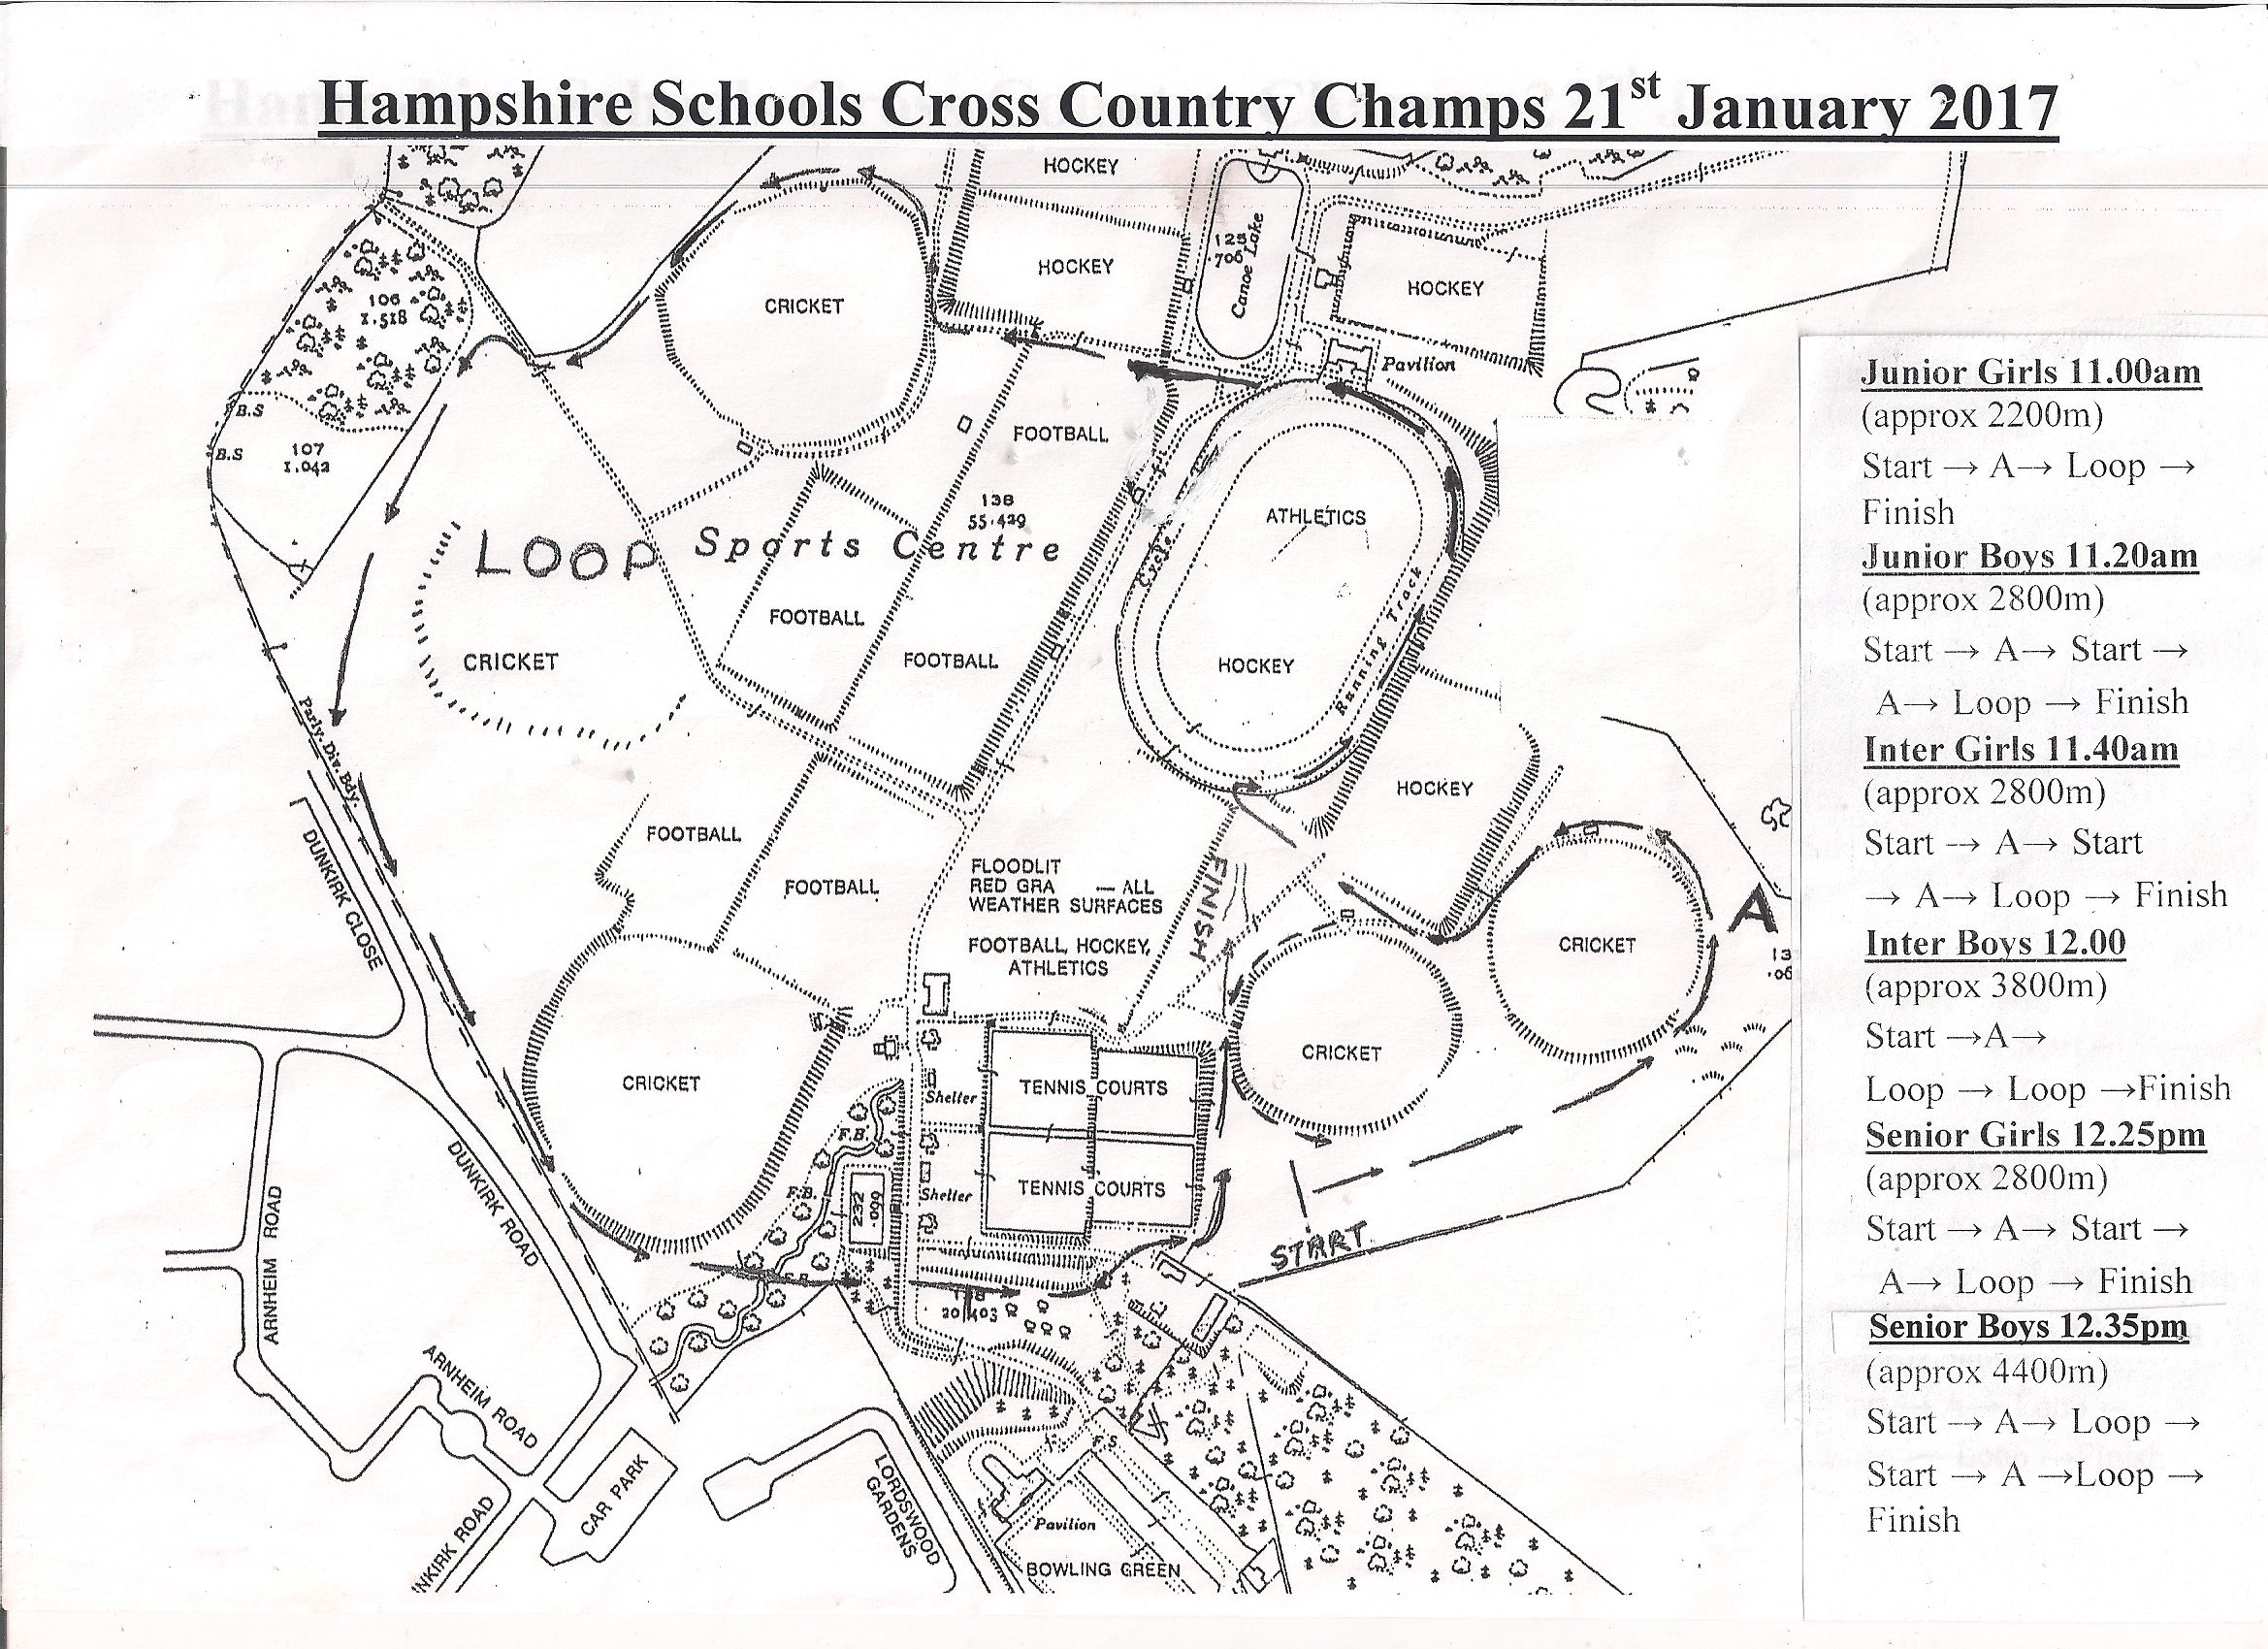 Hampshire Schools Cross Country Champs 21st January 2017
HOCKEY
HOCKEY
128
.706
Canoe Lake
HOCKEY
CRICKET
Pavilion
106
1.518
B.S
B.S
107
1.042
FOOTBALL
138
55.429
ATHLETICS
Cycle
LOOP
Sports Centre
FOOTBALL
FOOTBALL
CRICKET
HOCKEY
Running Track
Parly. Div. Bdy.
HOCKEY
FOOTBALL
FOOTBALL
FLOODLIT
RED GRA — ALL
WEATHER SURFACES
FOOTBALL, HOCKEY,
ATHLETICS
FINISH
DUNKIRK CLOSE
A
CRICKET
CRICKET
CRICKET
TENNIS COURTS
Shelter
F.B.
TENNIS COURTS
Shelter
F.B.
232
.099
START
DUNKIRK ROAD
ARNHEIM ROAD
20.403
ARNHEIM ROAD
CAR PARK
NKIRK ROAD
LORDSWOOD
GARDENS
Pavilion
BOWLING GREEN
Junior Girls 11.00am
(approx 2200m)
Start → A→ Loop →
Finish
Junior Boys 11.20am
(approx 2800m)
Start → A→ Start →
A→ Loop → Finish
Inter Girls 11.40am
(approx 2800m)
Start → A→ Start
→ A→ Loop → Finish
Inter Boys 12.00
(approx 3800m)
Start →A→
Loop → Loop →Finish
Senior Girls 12.25pm
(approx 2800m)
Start → A→ Start →
A→ Loop → Finish
Senior Boys 12.35pm
(approx 4400m)
Start → A→ Loop →
Start → A →Loop →
Finish